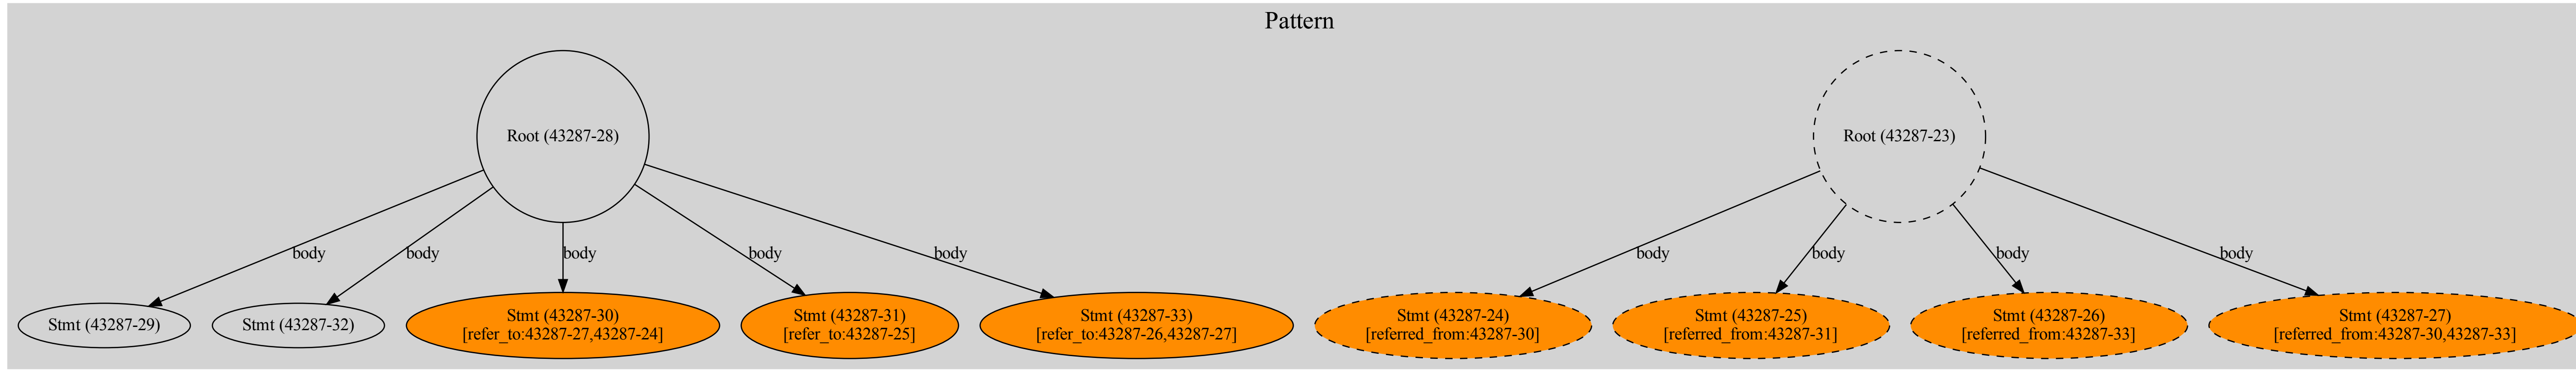 Pattern
Root (43287-28)
Root (43287-23)
body
body
body
body
body
body
body
body
body
Stmt (43287-29)
Stmt (43287-32)
Stmt (43287-30)
[refer_to:43287-27,43287-24]
Stmt (43287-31)
[refer_to:43287-25]
Stmt (43287-33)
[refer_to:43287-26,43287-27]
Stmt (43287-24)
[referred_from:43287-30]
Stmt (43287-25)
[referred_from:43287-31]
Stmt (43287-26)
[referred_from:43287-33]
Stmt (43287-27)
[referred_from:43287-30,43287-33]